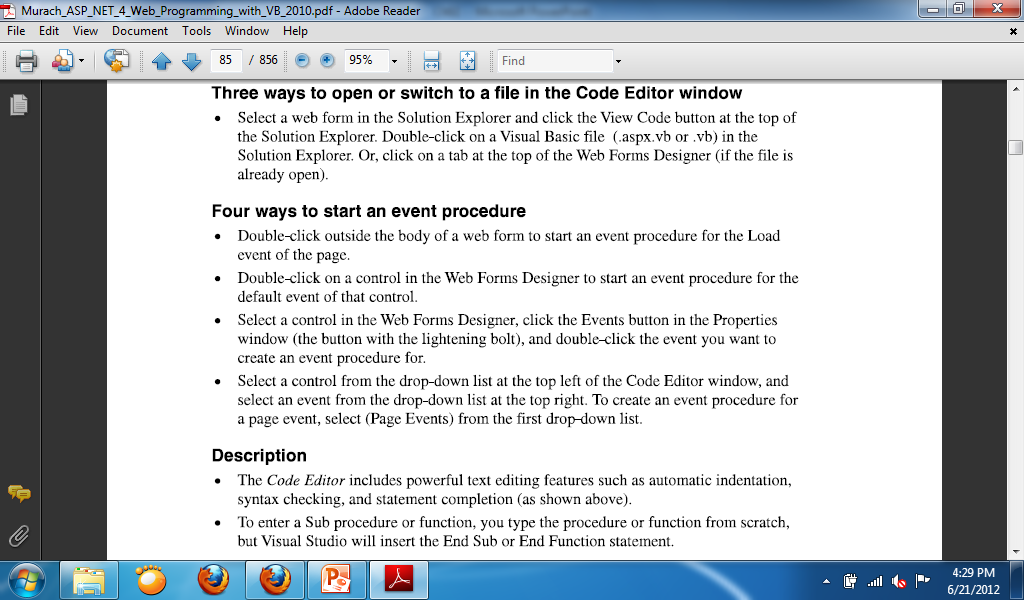 Murach_ASP_NET_4_Web_Programming_with_VB_2010.pdf - Adobe Reader
File Edit View Document Tools Window Help
85 / 856 95% Find
Three ways to open or switch to a file in the Code Editor window
• Select a web form in the Solution Explorer and click the View Code button at the top of
the Solution Explorer. Double-click on a Visual Basic file (.aspx.vb or .vb) in the
Solution Explorer. Or, click on a tab at the top of the Web Forms Designer (if the file is
already open).
Four ways to start an event procedure
• Double-click outside the body of a web form to start an event procedure for the Load
event of the page.
• Double-click on a control in the Web Forms Designer to start an event procedure for the
default event of that control.
• Select a control in the Web Forms Designer, click the Events button in the Properties
window (the button with the lightening bolt), and double-click the event you want to
create an event procedure for.
• Select a control from the drop-down list at the top left of the Code Editor window, and
select an event from the drop-down list at the top right. To create an event procedure for
a page event, select (Page Events) from the first drop-down list.
Description
• The Code Editor includes powerful text editing features such as automatic indentation,
syntax checking, and statement completion (as shown above).
• To enter a Sub procedure or function, you type the procedure or function from scratch,
but Visual Studio will insert the End Sub or End Function statement.
4:29 PM
6/21/2012